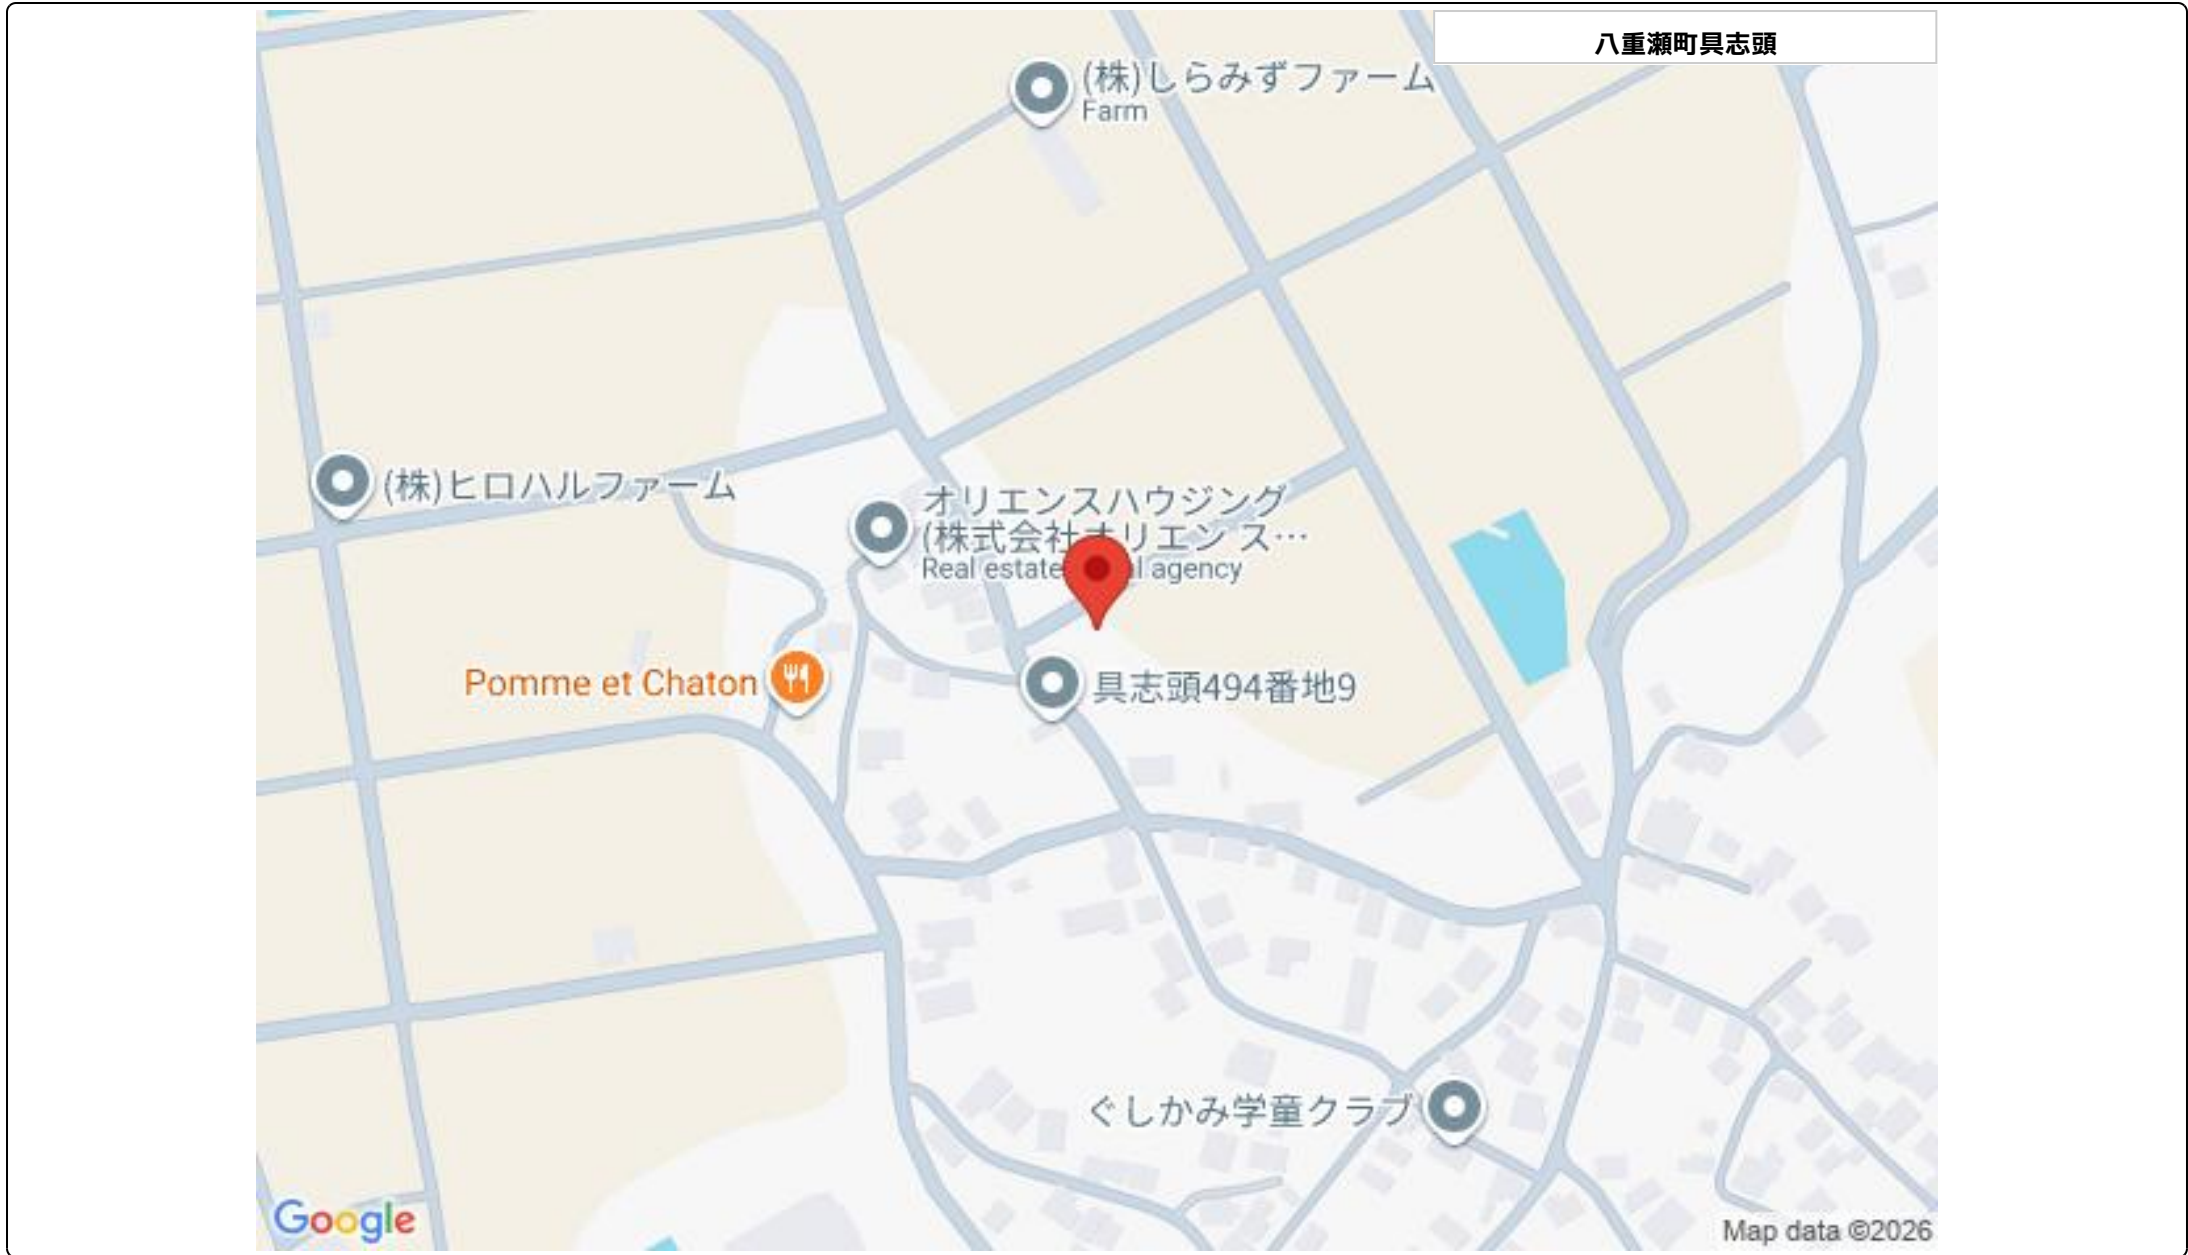 八重瀬町具志頭
(株)しらみずファーム
Farm
(株)ヒロハルファーム
オリエンスハウジング
(株式会社オリエンス…
Real estate l agency
Pomme et Chaton
具志頭494番地9
ぐしかみ学童クラブ
Google
Map data ©2026